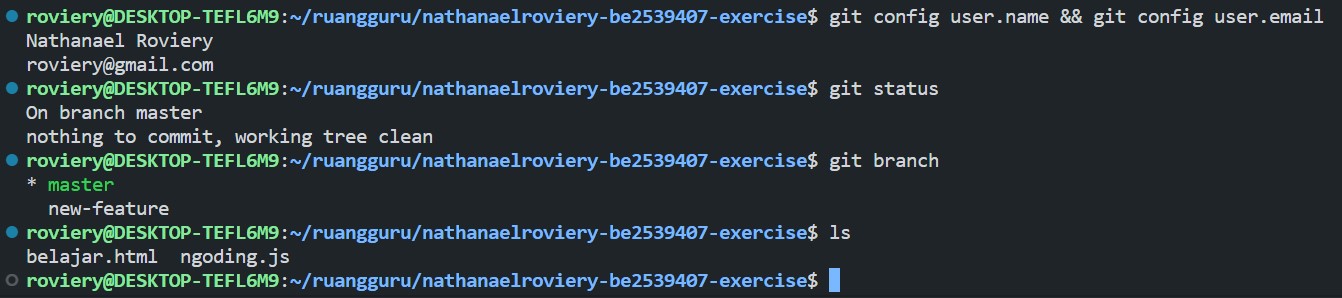 roviery@DESKTOP-TEFL6M9:~/ruangguru/nathanaelroviery-be2539407-exercise$ git config user.name && git config user.email
Nathanael Roviery
roviery@gmail.com
roviery@DESKTOP-TEFL6M9:~/ruangguru/nathanaelroviery-be2539407-exercise$ git status
On branch master
nothing to commit, working tree clean
roviery@DESKTOP-TEFL6M9:~/ruangguru/nathanaelroviery-be2539407-exercise$ git branch
* master
  new-feature
roviery@DESKTOP-TEFL6M9:~/ruangguru/nathanaelroviery-be2539407-exercise$ ls
belajar.html  ngoding.js
roviery@DESKTOP-TEFL6M9:~/ruangguru/nathanaelroviery-be2539407-exercise$